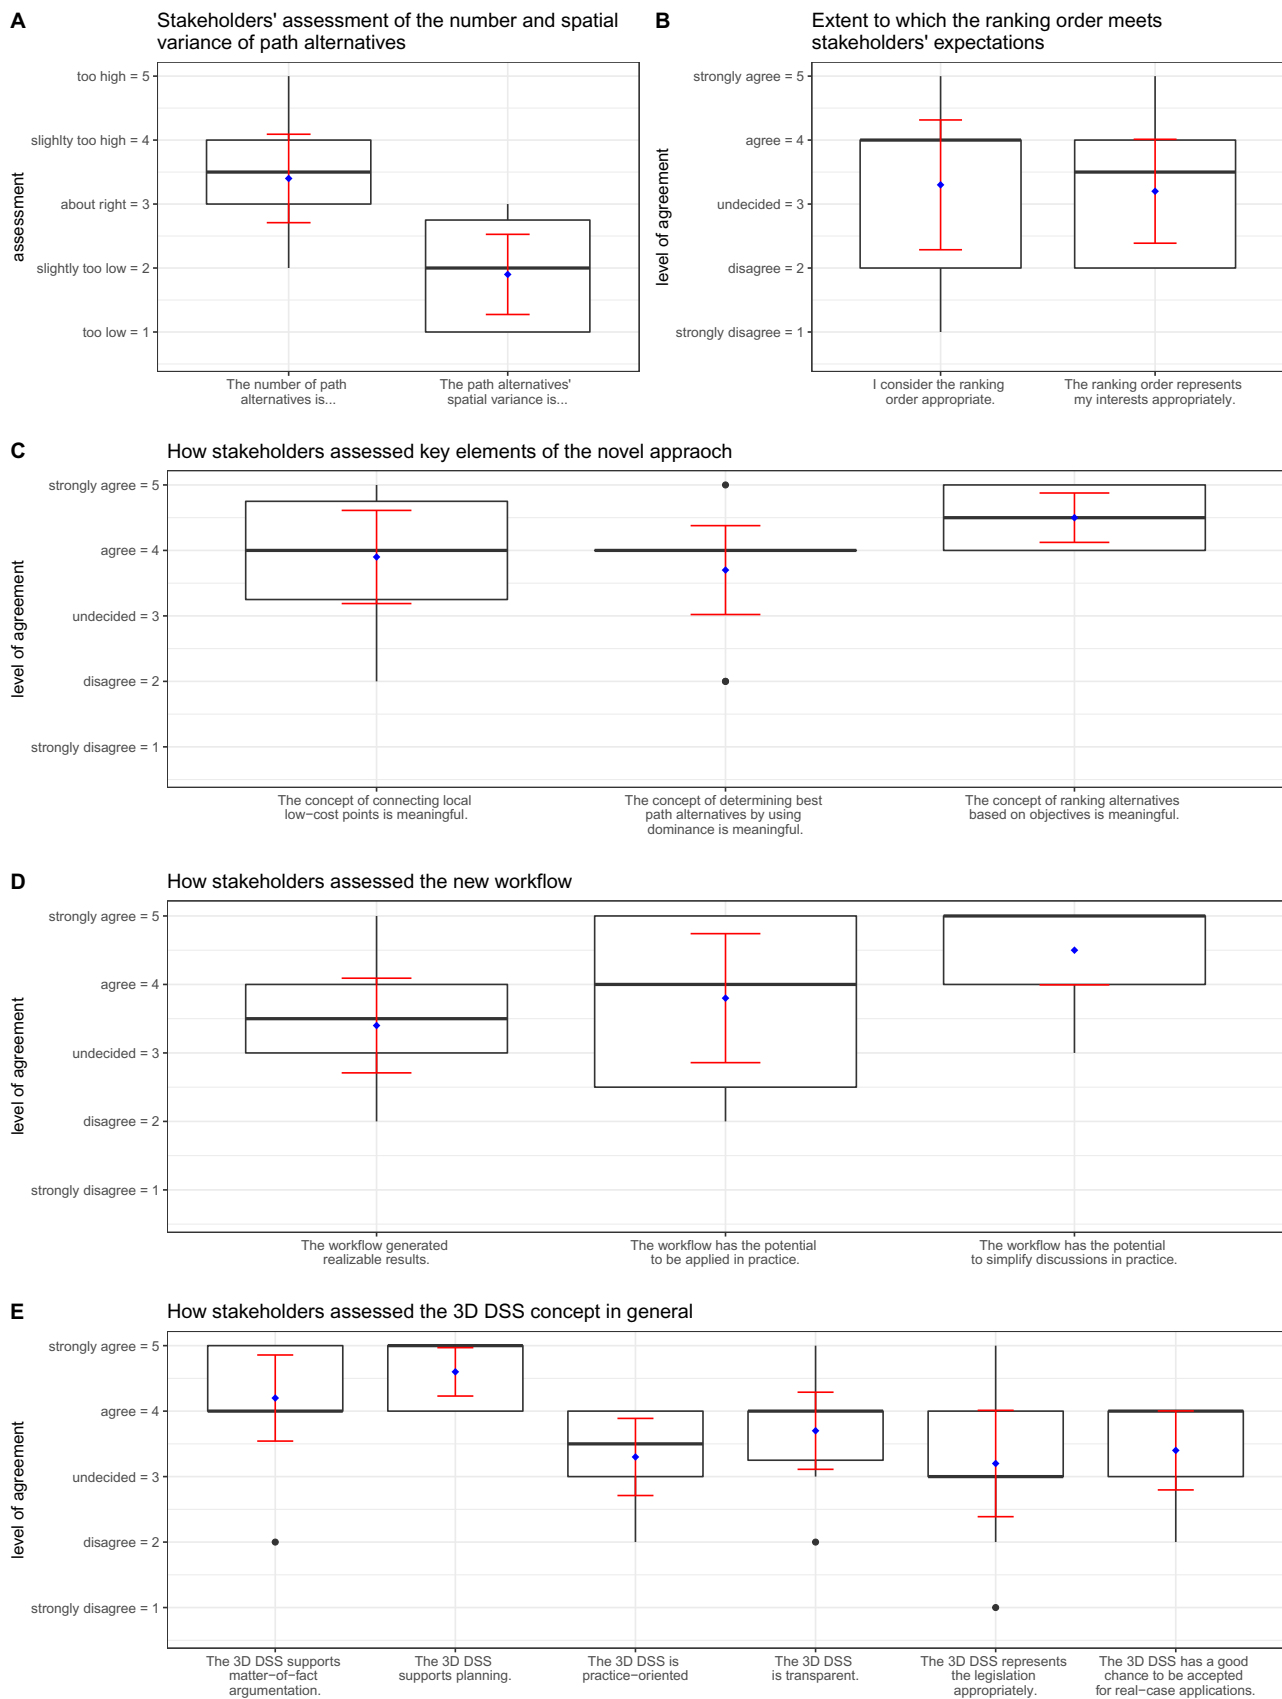 A
Stakeholders' assessment of the number and spatial
variance of path alternatives
assessment
too high = 5
slighlty too high = 4
about right = 3
slightly too low = 2
too low = 1
The number of path
alternatives is...
The path alternatives'
spatial variance is...
B
Extent to which the ranking order meets
stakeholders' expectations
level of agreement
strongly agree = 5
agree = 4
undecided = 3
disagree = 2
strongly disagree = 1
I consider the ranking
order appropriate.
The ranking order represents
my interests appropriately.
C
How stakeholders assessed key elements of the novel appraoch
level of agreement
strongly agree = 5
agree = 4
undecided = 3
disagree = 2
strongly disagree = 1
The concept of connecting local
low−cost points is meaningful.
The concept of determining best
path alternatives by using
dominance is meaningful.
The concept of ranking alternatives
based on objectives is meaningful.
D
How stakeholders assessed the new workflow
level of agreement
strongly agree = 5
agree = 4
undecided = 3
disagree = 2
strongly disagree = 1
The workflow generated
realizable results.
The workflow has the potential
to be applied in practice.
The workflow has the potential
to simplify discussions in practice.
E
How stakeholders assessed the 3D DSS concept in general
level of agreement
strongly agree = 5
agree = 4
undecided = 3
disagree = 2
strongly disagree = 1
The 3D DSS supports
matter−of−fact
argumentation.
The 3D DSS
supports planning.
The 3D DSS is
practice−oriented
The 3D DSS
is transparent.
The 3D DSS represents
the legislation
appropriately.
The 3D DSS has a good
chance to be accepted
for real−case applications.